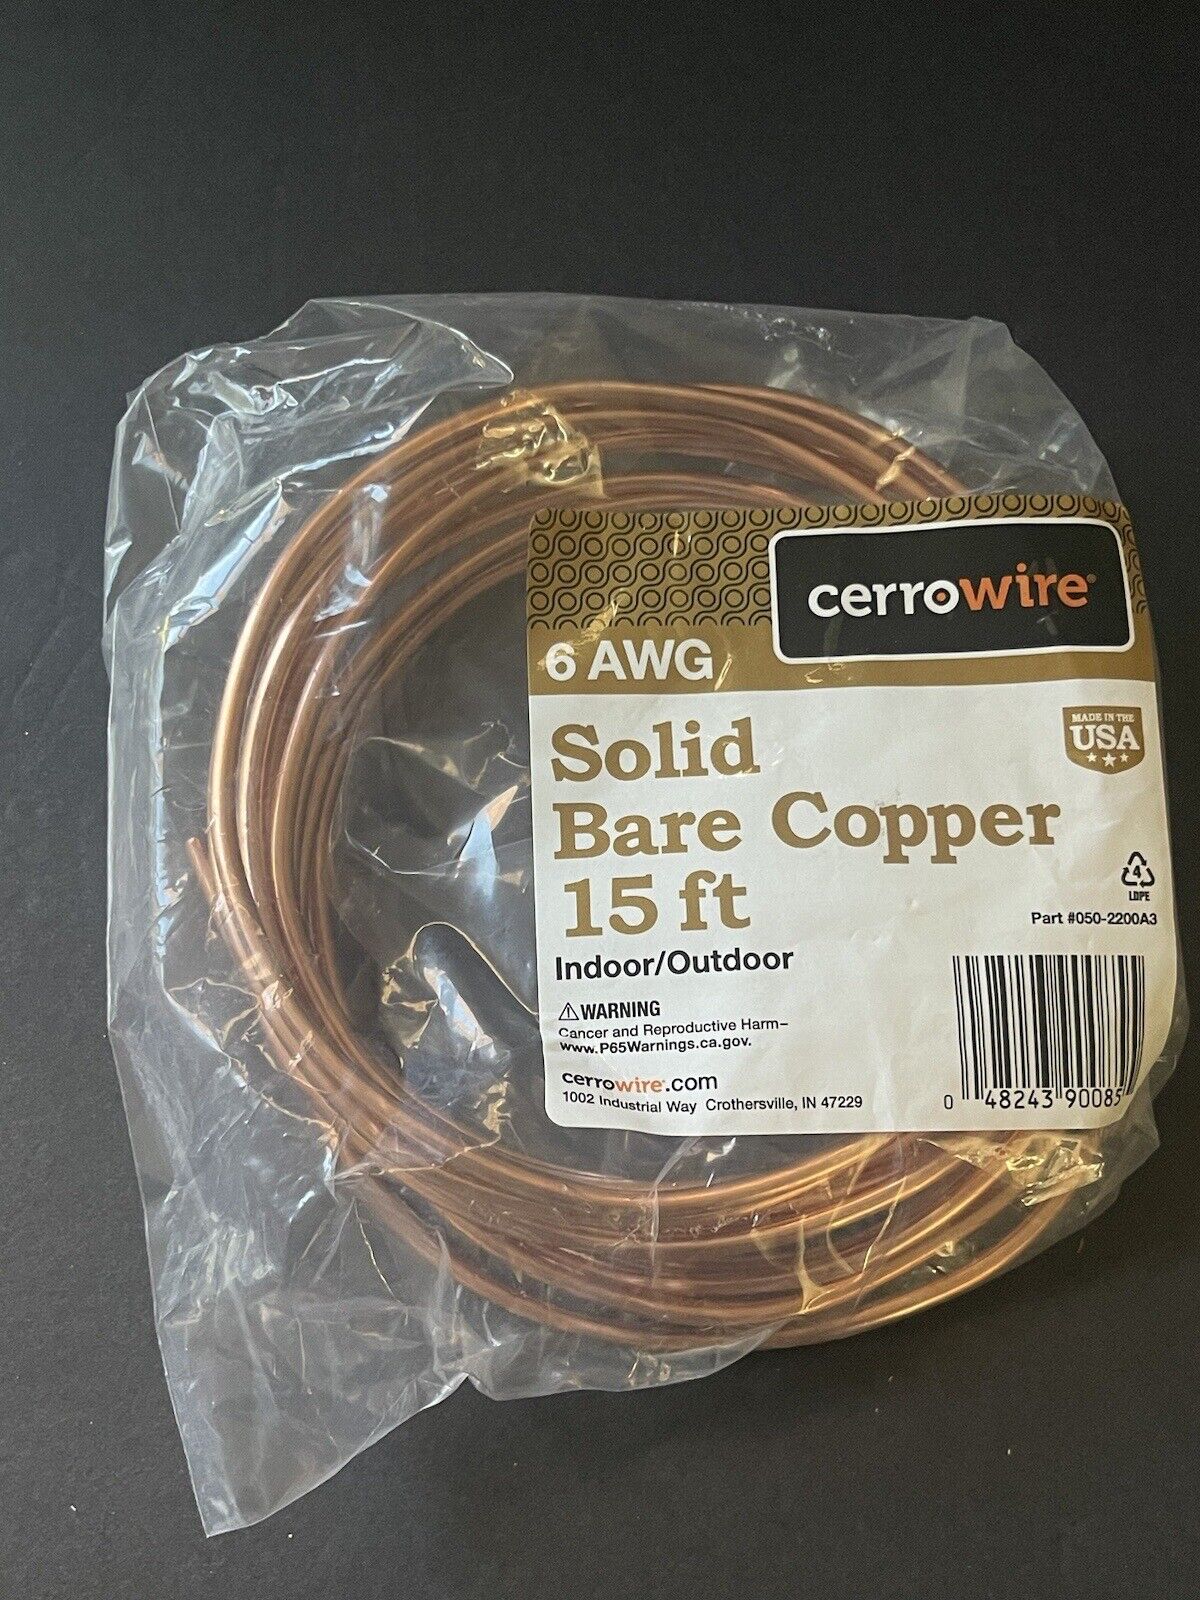 cerrowire®
6 AWG
Solid
Bare Copper
15 ft
MADE IN THE
USA
4
LDPE
Part #050-2200A3
Indoor/Outdoor
⚠WARNING
Cancer and Reproductive Harm–
www.P65Warnings.ca.gov.
cerrowire.com
1002 Industrial Way Crothersville, IN 47229
0 48243 90085